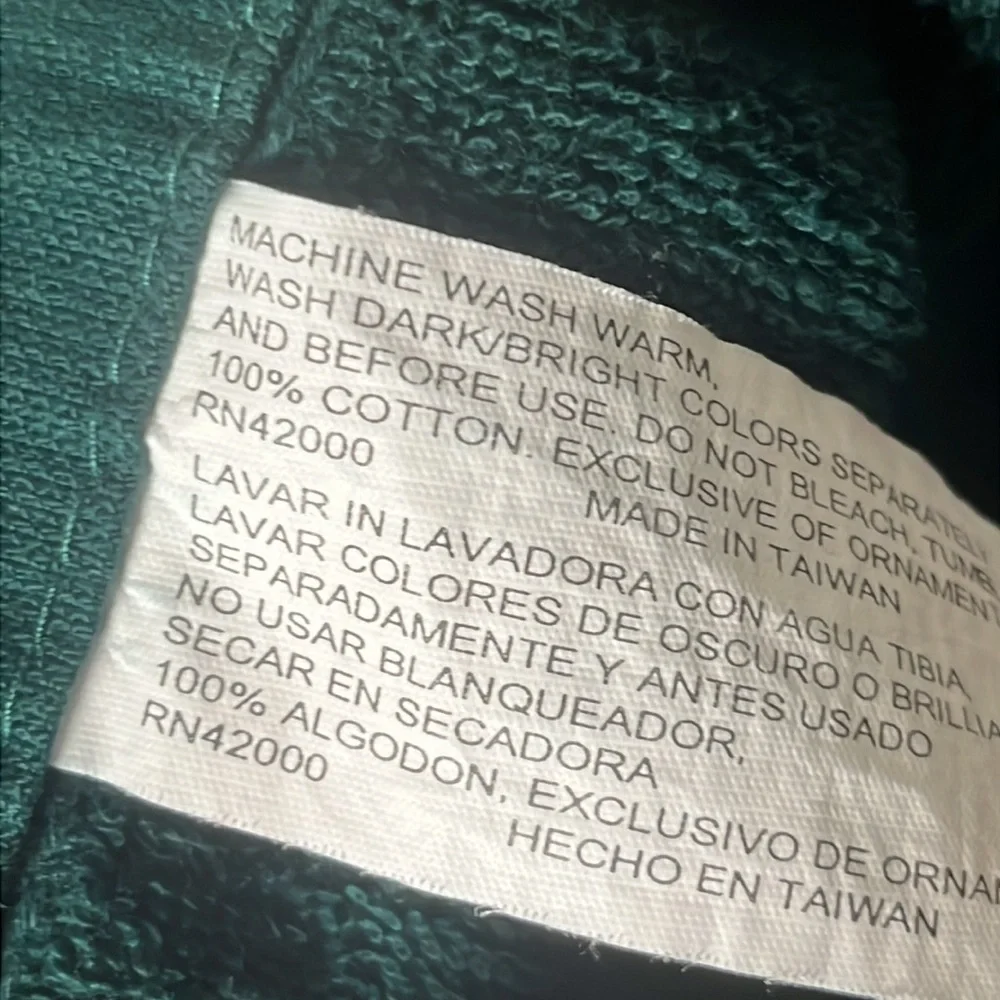 MACHINE WASH WARM,
WASH DARK/BRIGHT COLORS SEPARATELY
AND BEFORE USE. DO NOT BLEACH. TUMB
100% COTTON. EXCLUSIVE OF ORNAMENT
RN42000 MADE IN TAIWAN
LAVAR IN LAVADORA CON AGUA TIBIA,
LAVAR COLORES DE OSCURO O BRILLIA
SEPARADAMENTE Y ANTES USADO
NO USAR BLANQUEADOR,
SECAR EN SECADORA
100% ALGODON, EXCLUSIVO DE ORNA
RN42000 HECHO EN TAIWAN